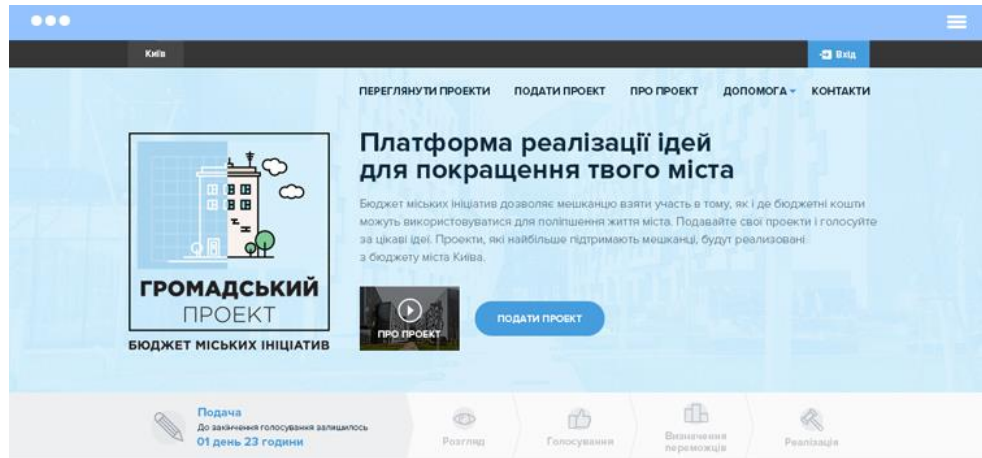 Київ
Вхід
ПЕРЕГЛЯНУТИ ПРОЕКТИ ПОДАТИ ПРОЕКТ ПРО ПРОЕКТ ДОПОМОГА КОНТАКТИ
Платформа реалізації ідей
для покращення твого міста
Бюджет міських ініціатив дозволяє мешканцю взяти участь в тому, як і де бюджетні кошти
можуть використовуватися для поліпшення життя міста. Подавайте свої проекти і голосуйте
за цікаві ідеї. Проекти, які найбільше підтримають мешканці, будут реализовані
з бюджету міста Київа.
ГРОМАДСЬКИЙ
ПРОЕКТ
БЮДЖЕТ МІСЬКИХ ІНІЦІАТИВ
ПРО ПРОЕКТ
ПОДАТИ ПРОЕКТ
Подача
До закінчення голосування залишилось
01 день 23 години
Розгляд
Голосування
Визначення
переможців
Реалізація